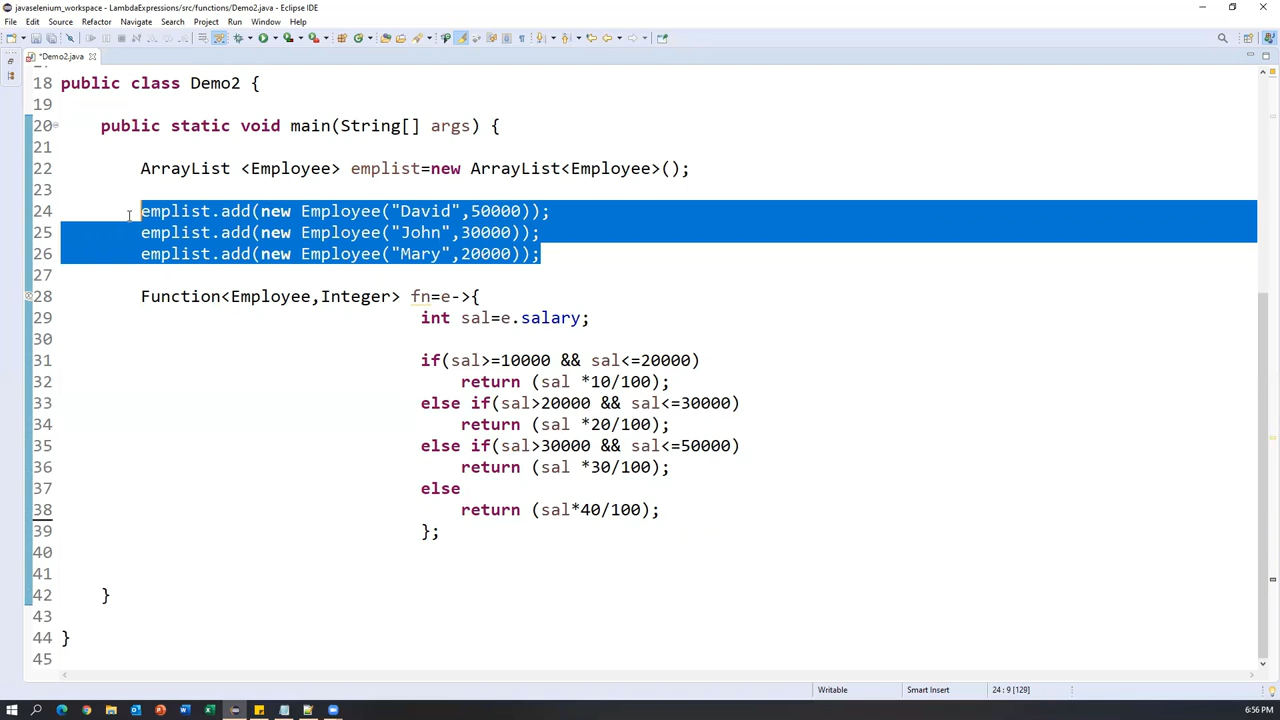 javaselenium_workspace - LambdaExpressions/src/functions/Demo2.java - Eclipse IDE
File Edit Source Refactor Navigate Search Project Run Window Help
*Demo2.java
18 public class Demo2 {
19
20 public static void main(String[] args) {
21
22 ArrayList <Employee> emplist=new ArrayList<Employee>();
23
24 emplist.add(new Employee("David",50000));
25 emplist.add(new Employee("John",30000));
26 emplist.add(new Employee("Mary",20000));
27
28 Function<Employee,Integer> fn=e->{
29 int sal=e.salary;
30
31 if(sal>=10000 && sal<=20000)
32 return (sal *10/100);
33 else if(sal>20000 && sal<=30000)
34 return (sal *20/100);
35 else if(sal>30000 && sal<=50000)
36 return (sal *30/100);
37 else
38 return (sal*40/100);
39 };
40
41
42 }
43
44 }
45
Writable Smart Insert 24 : 9 [129]
6:56 PM